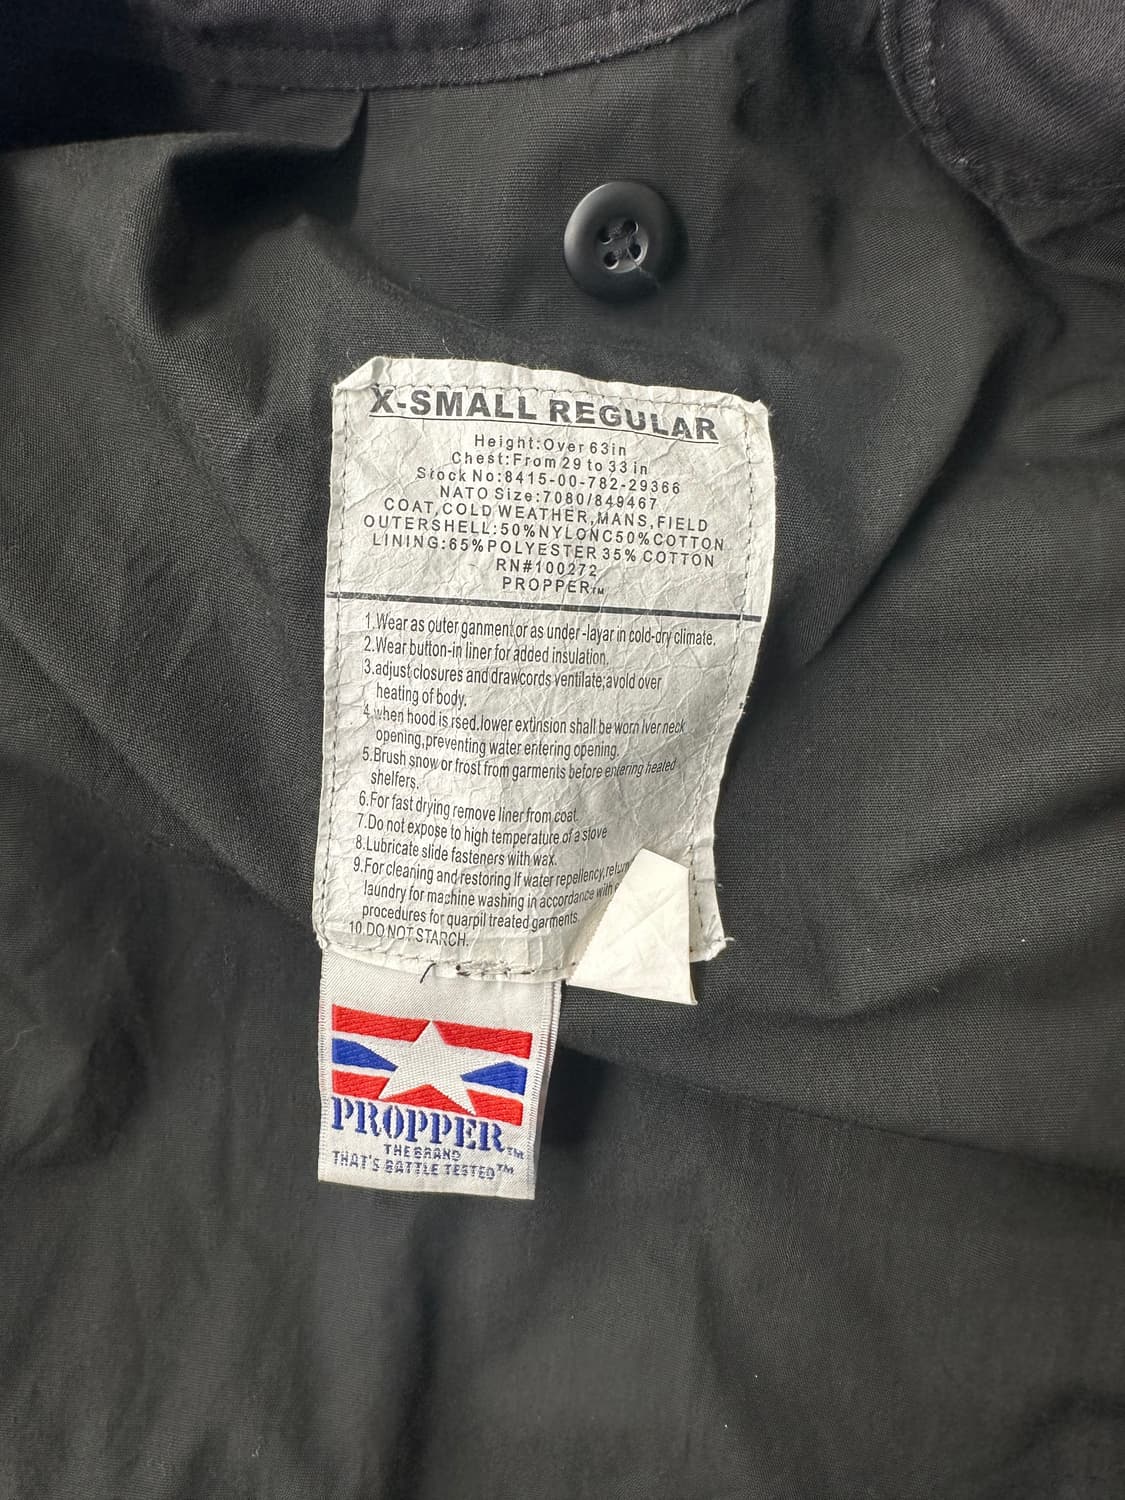 X-SMALL REGULAR
Height:Over 63in
Chest:From 29 to 33in
Stock No:8415-00-782-29366
NATO Size:7080/849467
COAT,COLD WEATHER,MANS,FIELD
OUTERSHELL:50%NYLONC50%COTTON
LINING:65%POLYESTER 35% COTTON
RN#100272
PROPPER™
1.Wear as outer ganment or as under-layar in cold-dry climate.
2.Wear button-in liner for added insulation.
3.adjust closures and drawcords ventilate;avold over
heating of body.
4.when hood is rsed.lower extinsion shall be worn lver neck
opening,preventing water entering opening.
5.Brush snow or frost from garments before entering heated
shelfers.
6.For fast drying remove liner from coat.
7.Do not expose to high temperature of a stove
8.Lubricate slide fasteners with wax.
9.For cleaning and restoring If water repellency,
laundry for machine washing in accordance with
procedures for quarpil treated garments.
10.DO NOT STARCH.
PROPPER™
THE BRAND
THAT'S BATTLE TESTED™